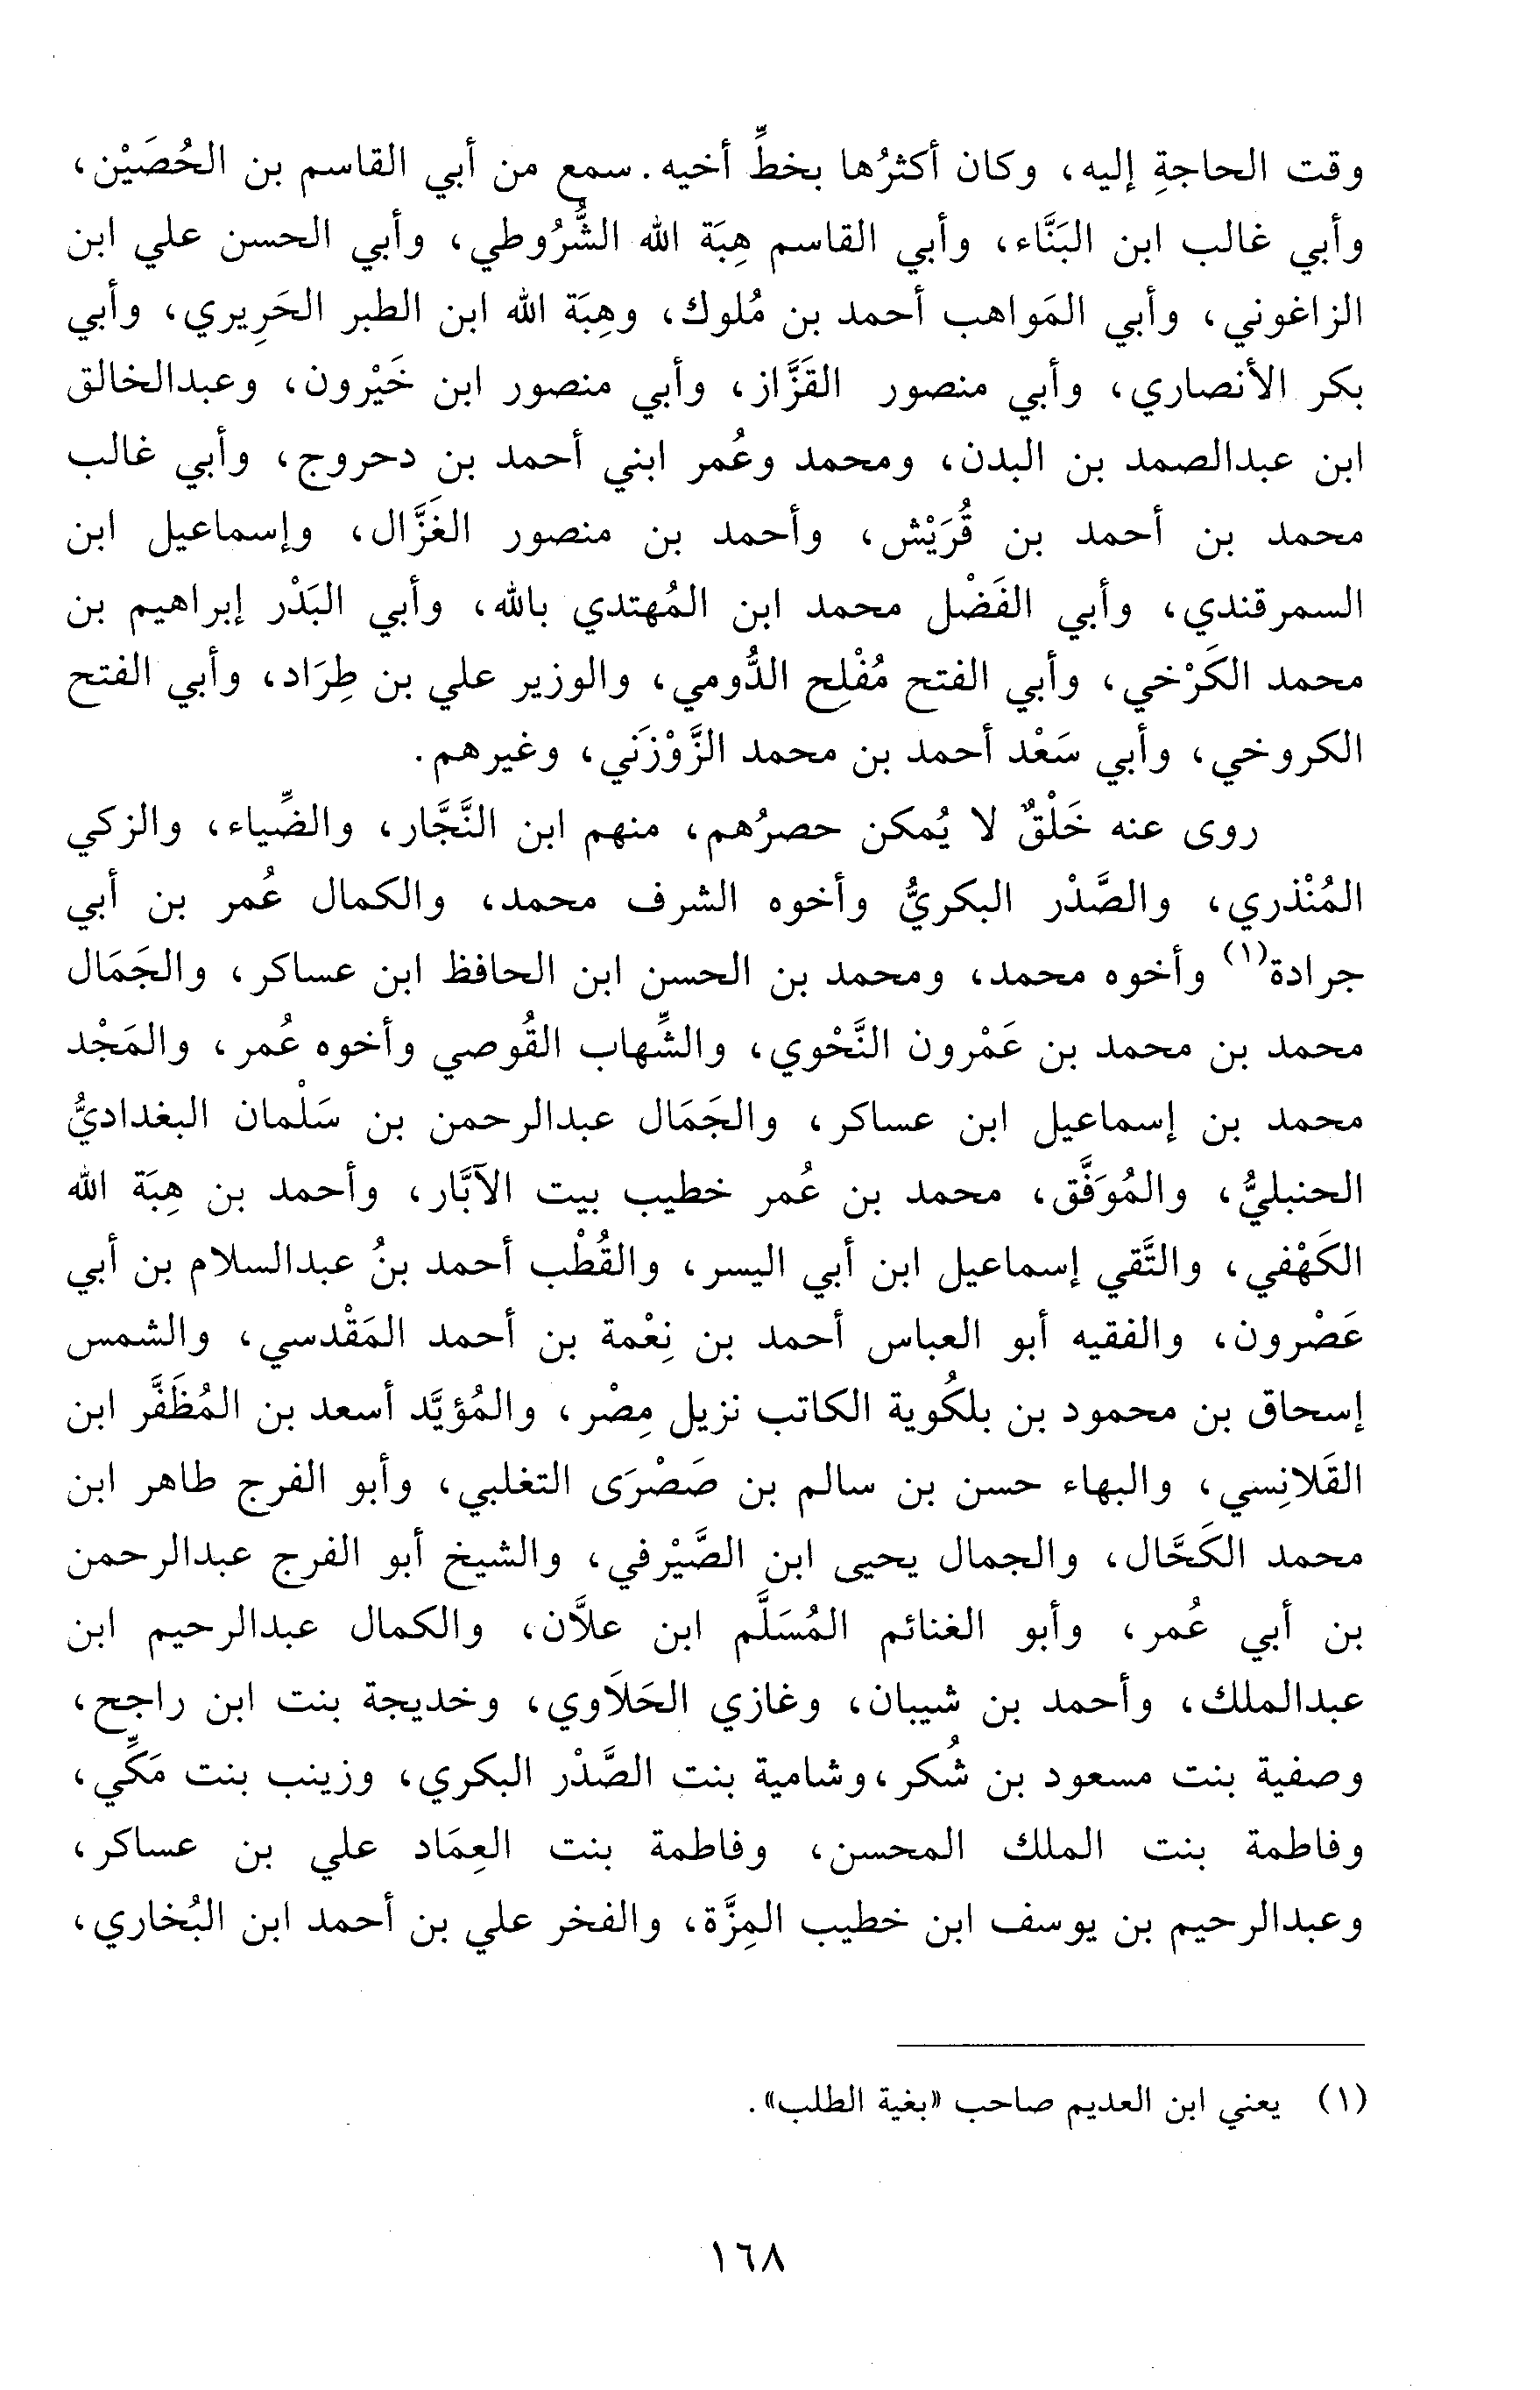 وقت الحاجةِ إليه، وكان أكثرُها بخطِّ أخيه. سمع من أبي القاسم بن الحُصَيْن،
وأبي غالب ابن البَنَّاء، وأبي القاسم هِبَة الله الشُّرُوطي، وأبي الحسن علي ابن
الزاغوني، وأبي المَواهب أحمد بن مُلوك، وهِبَة الله ابن الطبر الحَرِيري، وأبي
بكر الأنصاري، وأبي منصور القَزَّاز، وأبي منصور ابن خَيْرون، وعبدالخالق
ابن عبدالصمد بن البدن، ومحمد وعُمر ابني أحمد بن دحروج، وأبي غالب
محمد بن أحمد بن قُرَيْش، وأحمد بن منصور الغَزَّال، وإسماعيل ابن
السمرقندي، وأبي الفَضْل محمد ابن المُهتدي بالله، وأبي البَدْر إبراهيم بن
محمد الكَرْخي، وأبي الفتح مُفْلِح الدُّومي، والوزير علي بن طِرَاد، وأبي الفتح
الكروخي، وأبي سَعْد أحمد بن محمد الزَّوْزَني، وغيرهم.
روى عنه خَلْقٌ لا يُمكن حصرُهم، منهم ابن النَّجَّار، والضِّياء، والزكي
المُنْذري، والصَّدْر البكريُّ وأخوه الشرف محمد، والكمال عُمر بن أبي
جرادة(١) وأخوه محمد، ومحمد بن الحسن ابن الحافظ ابن عساكر، والجَمَال
محمد بن محمد بن عَمْرون النَّحْوي، والشِّهاب القُوصي وأخوه عُمر، والمَجْد
محمد بن إسماعيل ابن عساكر، والجَمَال عبدالرحمن بن سَلْمان البغداديُّ
الحنبليُّ، والمُوَفَّق، محمد بن عُمر خطيب بيت الآبَّار، وأحمد بن هِبَة الله
الكَهْفي، والتَّقي إسماعيل ابن أبي اليسر، والقُطْب أحمد بنُ عبدالسلام بن أبي
عَصْرون، والفقيه أبو العباس أحمد بن نِعْمة بن أحمد المَقْدسي، والشمس
إسحاق بن محمود بن بلكُوية الكاتب نزيل مِصْر، والمُؤيَّد أسعد بن المُظَفَّر ابن
القَلانِسي، والبهاء حسن بن سالم بن صَصْرَى التغلبي، وأبو الفرج طاهر ابن
محمد الكَحَّال، والجمال يحيى ابن الصَّيْرفي، والشيخ أبو الفرج عبدالرحمن
بن أبي عُمر، وأبو الغنائم المُسَلَّم ابن علاَّن، والكمال عبدالرحيم ابن
عبدالملك، وأحمد بن شيبان، وغازي الحَلاَوي، وخديجة بنت ابن راجح،
وصفية بنت مسعود بن شُكر، وشامية بنت الصَّدْر البكري، وزينب بنت مَكِّي،
وفاطمة بنت الملك المحسن، وفاطمة بنت العِمَاد علي بن عساكر،
وعبدالرحيم بن يوسف ابن خطيب المِزَّة، والفخر علي بن أحمد ابن البُخاري،
(١) يعني ابن العديم صاحب «بغية الطلب».
١٦٨